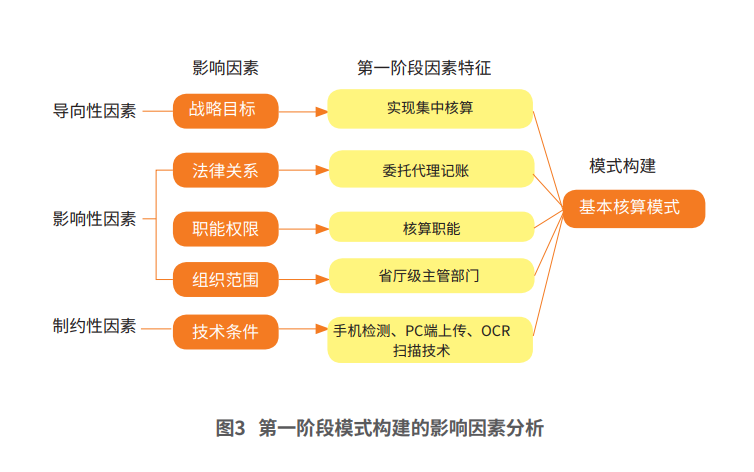 影响因素
第一阶段因素特征
导向性因素
战略目标
实现集中核算
法律关系
委托代理记账
模式构建
影响性因素
职能权限
核算职能
基本核算模式
组织范围
省厅级主管部门
制约性因素
技术条件
手机检测、PC端上传、OCR
扫描技术
图3 第一阶段模式构建的影响因素分析